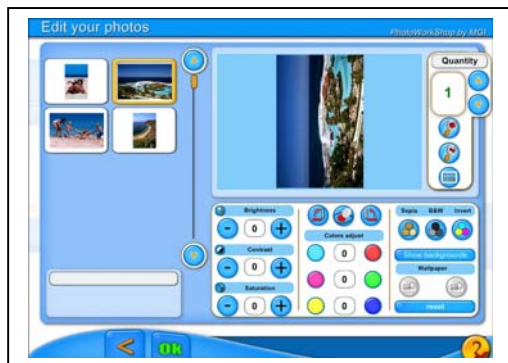 Edit your photos
PhotoWorkShop by MGI
Quantity
1
Brightness
- 0 +
Contrast
- 0 +
Saturation
- 0 +
Colors adjust
0
0
0
Sepia B&W Invert
Show backgrounds
Wallpaper
reset
< Ok ?